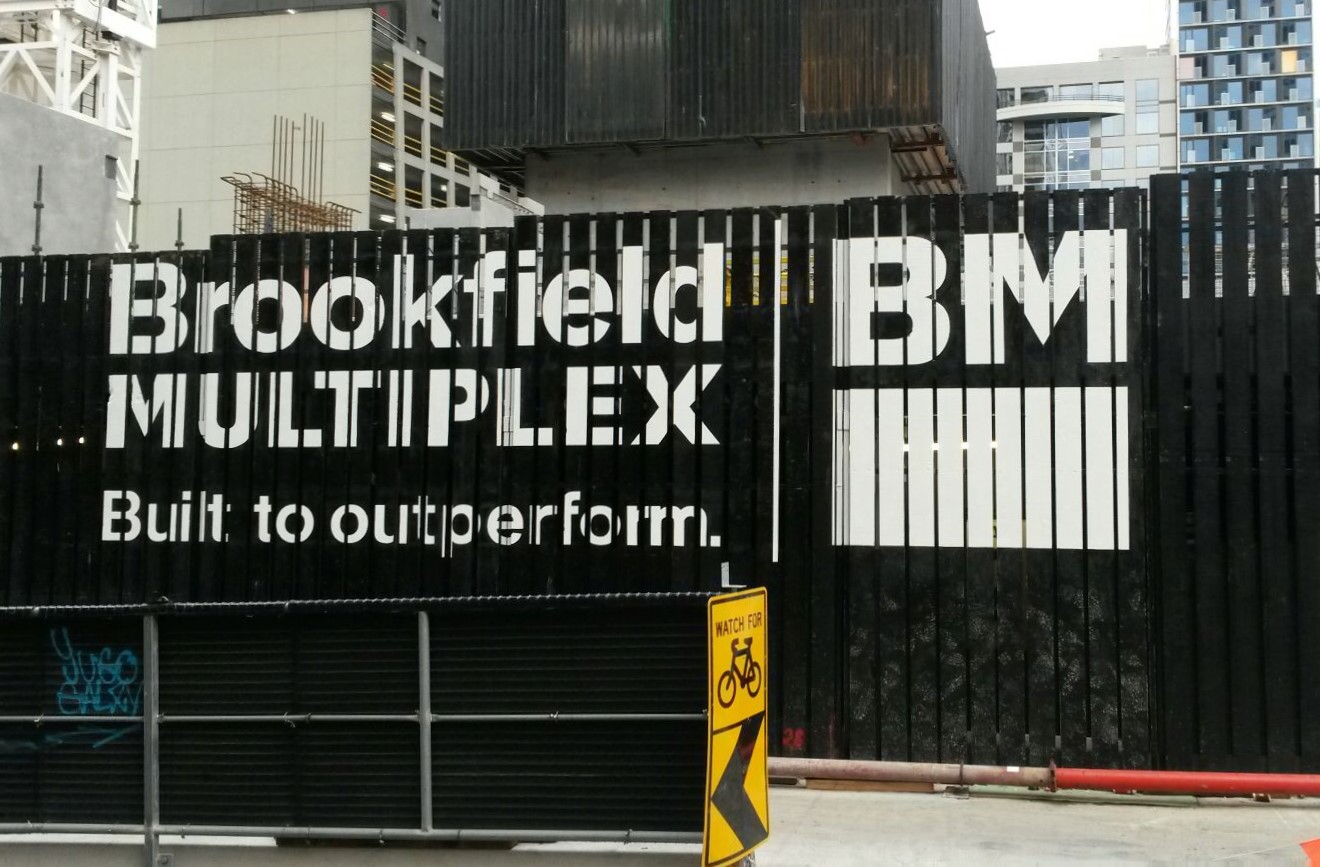 Brookfield
MULTIPLEX
Built to outperform.
BM
WATCH FOR